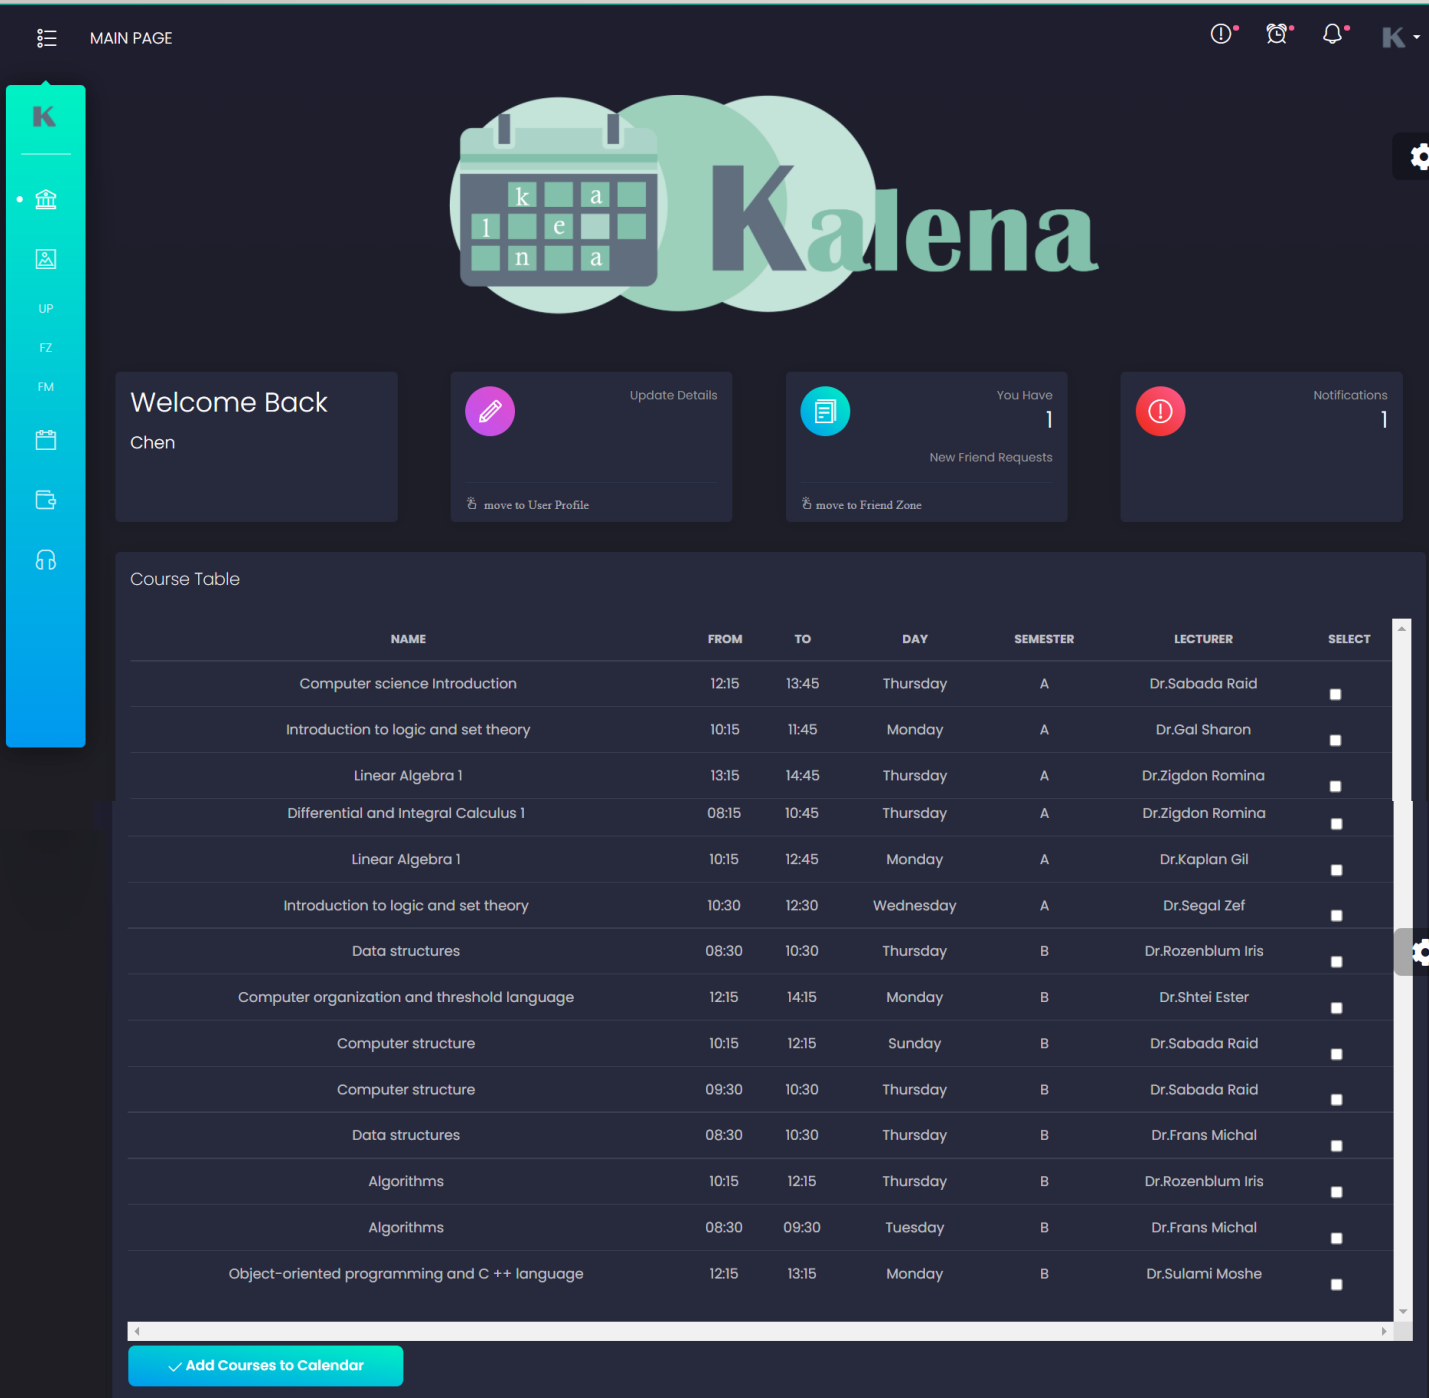 MAIN PAGE
K
K
k a
l e
n a
Kalena
UP
FZ
FM
Welcome Back
Chen
Update Details
move to User Profile
You Have
1
New Friend Requests
move to Friend Zone
Notifications
1
Course Table
NAME FROM TO DAY SEMESTER LECTURER SELECT
Computer science Introduction 12:15 13:45 Thursday A Dr.Sabada Raid
Introduction to logic and set theory 10:15 11:45 Monday A Dr.Gal Sharon
Linear Algebra 1 13:15 14:45 Thursday A Dr.Zigdon Romina
Differential and Integral Calculus 1 08:15 10:45 Thursday A Dr.Zigdon Romina
Linear Algebra 1 10:15 12:45 Monday A Dr.Kaplan Gil
Introduction to logic and set theory 10:30 12:30 Wednesday A Dr.Segal Zef
Data structures 08:30 10:30 Thursday B Dr.Rozenblum Iris
Computer organization and threshold language 12:15 14:15 Monday B Dr.Shtei Ester
Computer structure 10:15 12:15 Sunday B Dr.Sabada Raid
Computer structure 09:30 10:30 Thursday B Dr.Sabada Raid
Data structures 08:30 10:30 Thursday B Dr.Frans Michal
Algorithms 10:15 12:15 Thursday B Dr.Rozenblum Iris
Algorithms 08:30 09:30 Tuesday B Dr.Frans Michal
Object-oriented programming and C ++ language 12:15 13:15 Monday B Dr.Sulami Moshe
Add Courses to Calendar